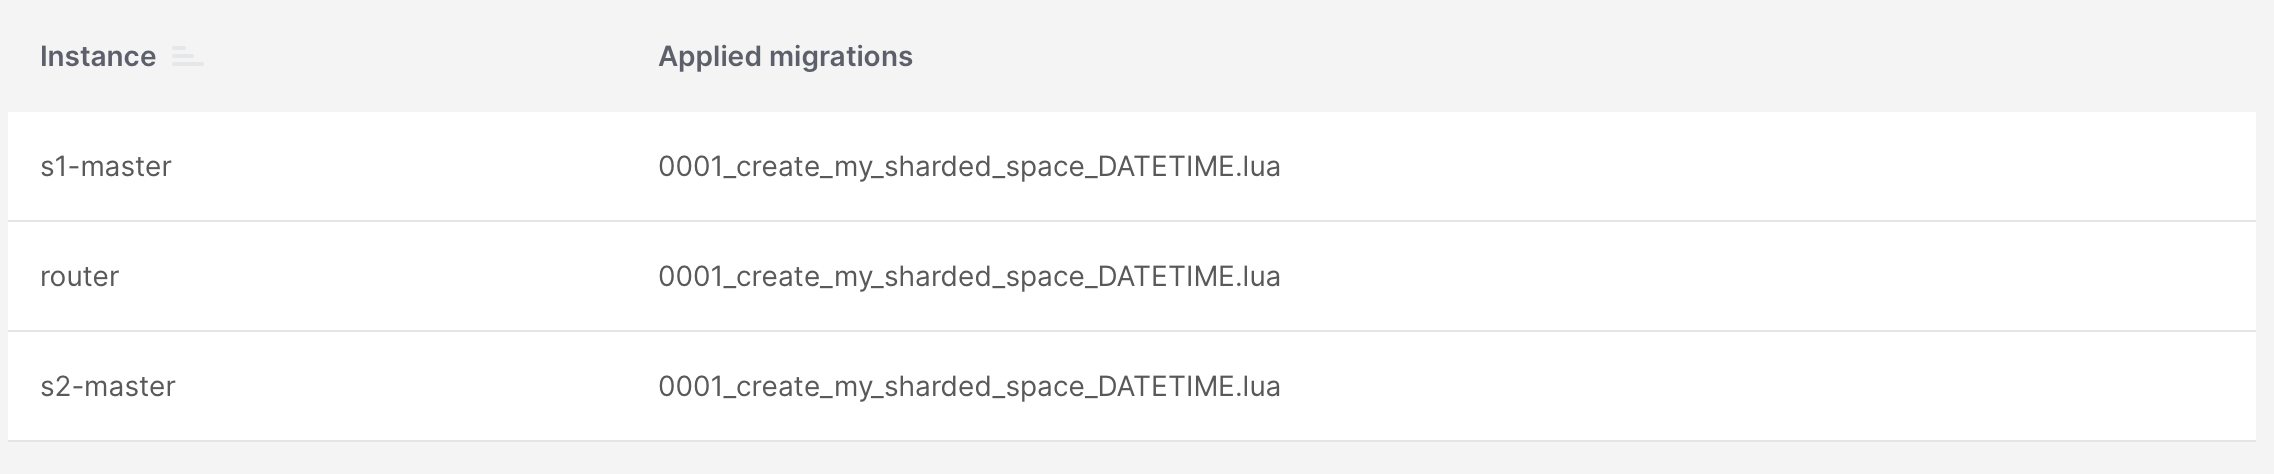 Instance Applied migrations
s1-master 0001_create_my_sharded_space_DATETIME.lua
router 0001_create_my_sharded_space_DATETIME.lua
s2-master 0001_create_my_sharded_space_DATETIME.lua